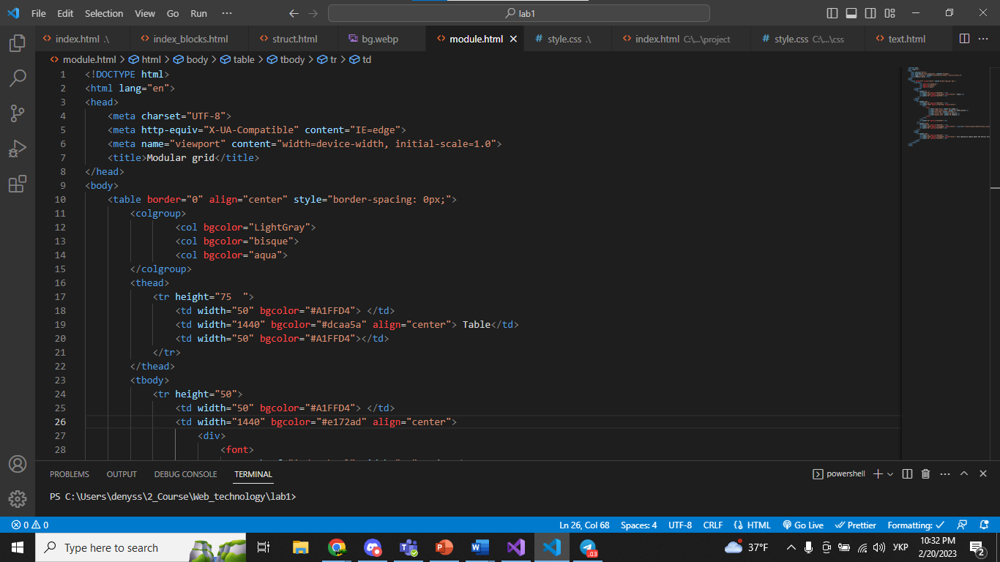 File Edit Selection View Go Run ··· lab1
index.html .\ index_blocks.html struct.html bg.webp module.html style.css .\ index.html C:\...\project style.css C:\...\css text.html
module.html > html > body > table > tbody > tr > td
1 <!DOCTYPE html>
2 <html lang="en">
3 <head>
4 <meta charset="UTF-8">
5 <meta http-equiv="X-UA-Compatible" content="IE=edge">
6 <meta name="viewport" content="width=device-width, initial-scale=1.0">
7 <title>Modular grid</title>
8 </head>
9 <body>
10 <table border="0" align="center" style="border-spacing: 0px;">
11 <colgroup>
12 <col bgcolor="LightGray">
13 <col bgcolor="bisque">
14 <col bgcolor="aqua">
15 </colgroup>
16 <thead>
17 <tr height="75  ">
18 <td width="50" bgcolor="#A1FFD4"> </td>
19 <td width="1440" bgcolor="#dcaa5a" align="center"> Table</td>
20 <td width="50" bgcolor="#A1FFD4"></td>
21 </tr>
22 </thead>
23 <tbody>
24 <tr height="50">
25 <td width="50" bgcolor="#A1FFD4"> </td>
26 <td width="1440" bgcolor="#e172ad" align="center">
27 <div>
28 <font>
PROBLEMS OUTPUT DEBUG CONSOLE TERMINAL powershell
PS C:\Users\denyss\2_Course\Web_technology\lab1>
0 0 Ln 26, Col 68 Spaces: 4 UTF-8 CRLF HTML Go Live Prettier Formatting:
Type here to search 37°F УКР 10:32 PM
2/20/2023 2
.03